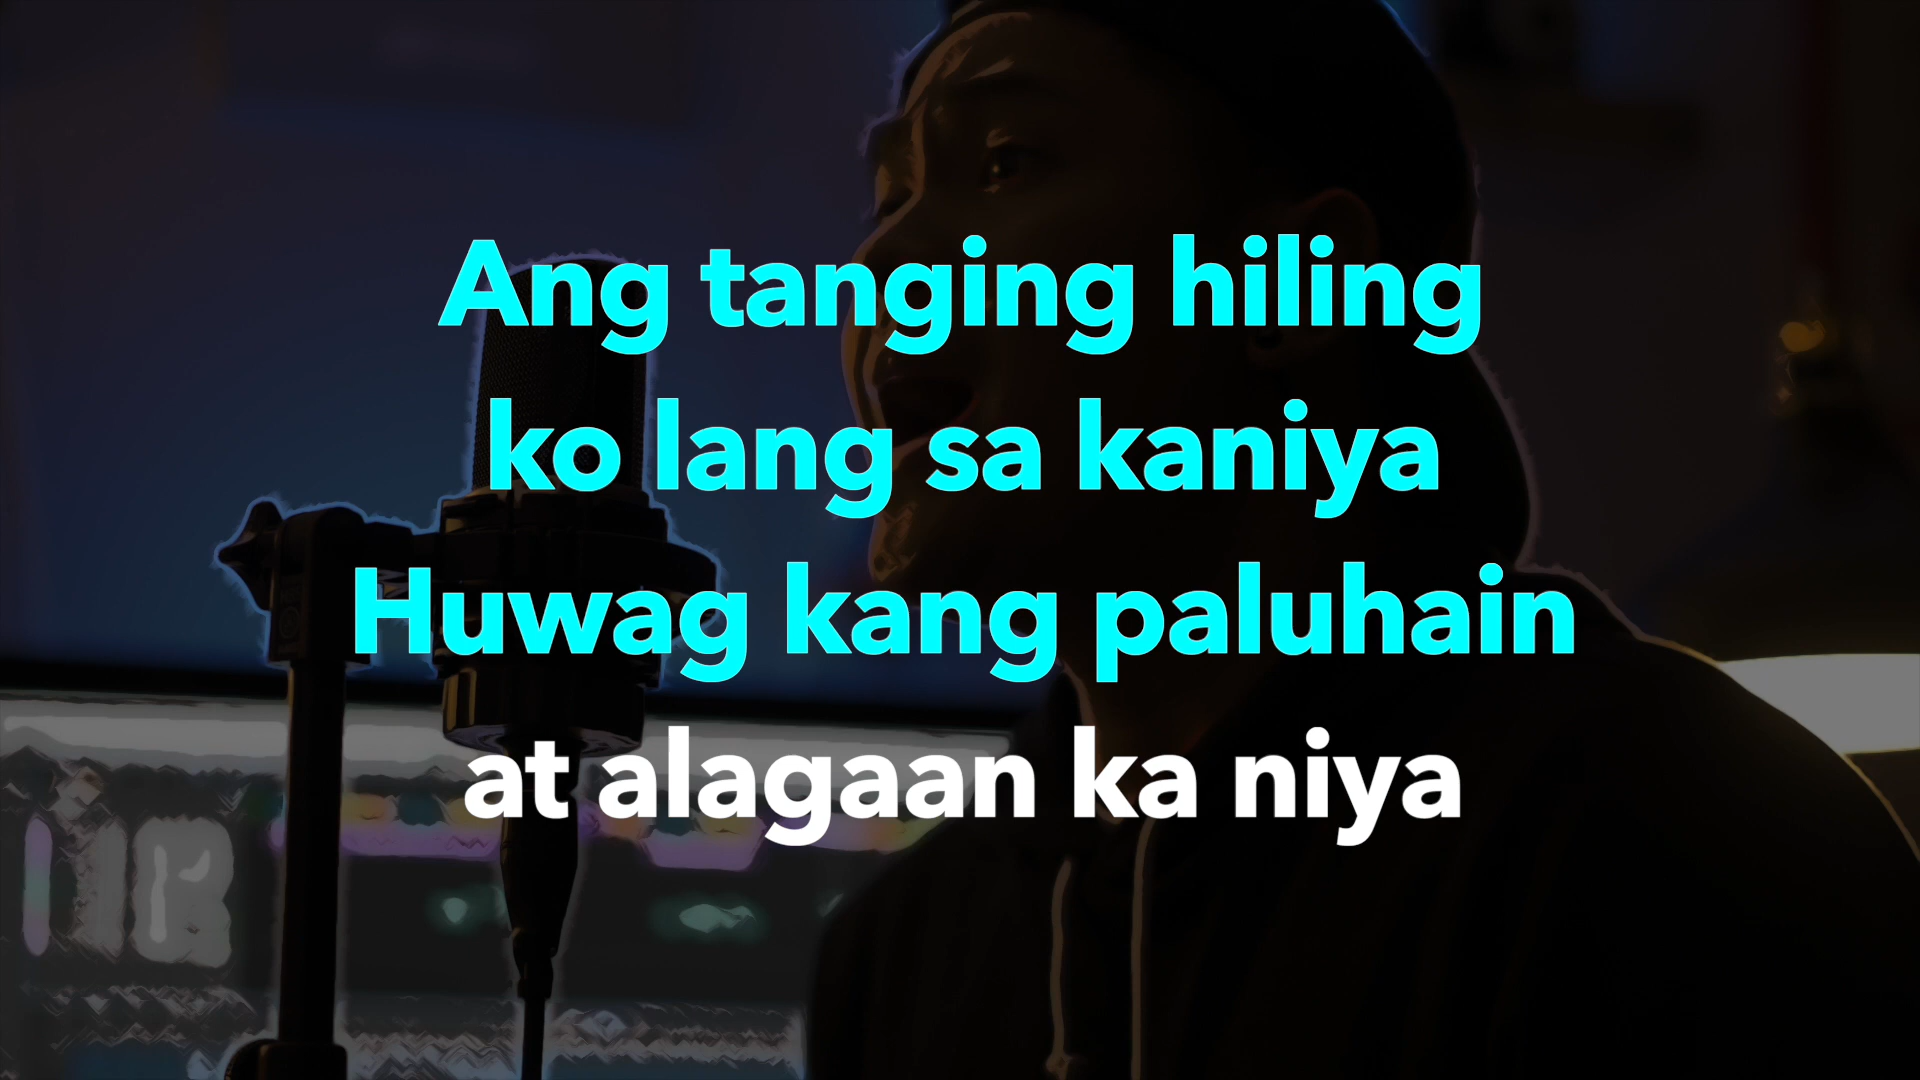 Ang tanging hiling
ko lang sa kaniya
Huwag kang paluhain
at alagaan ka niya